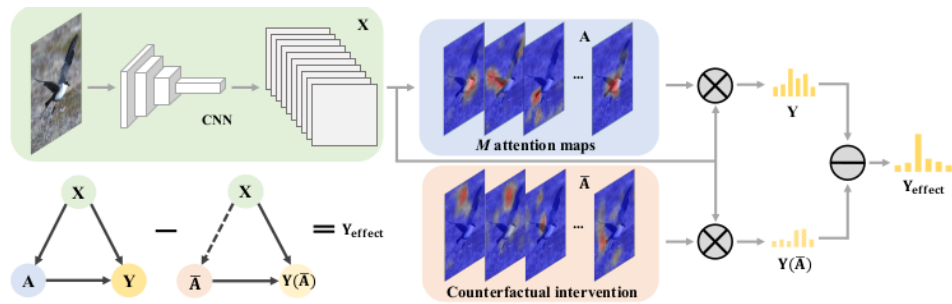 X
CNN
A
...
M attention maps
Y
Y_effect
Ā
...
Counterfactual intervention
Y(Ā)
X
A
Y
−
X
Ā
Y(Ā)
= Y_effect